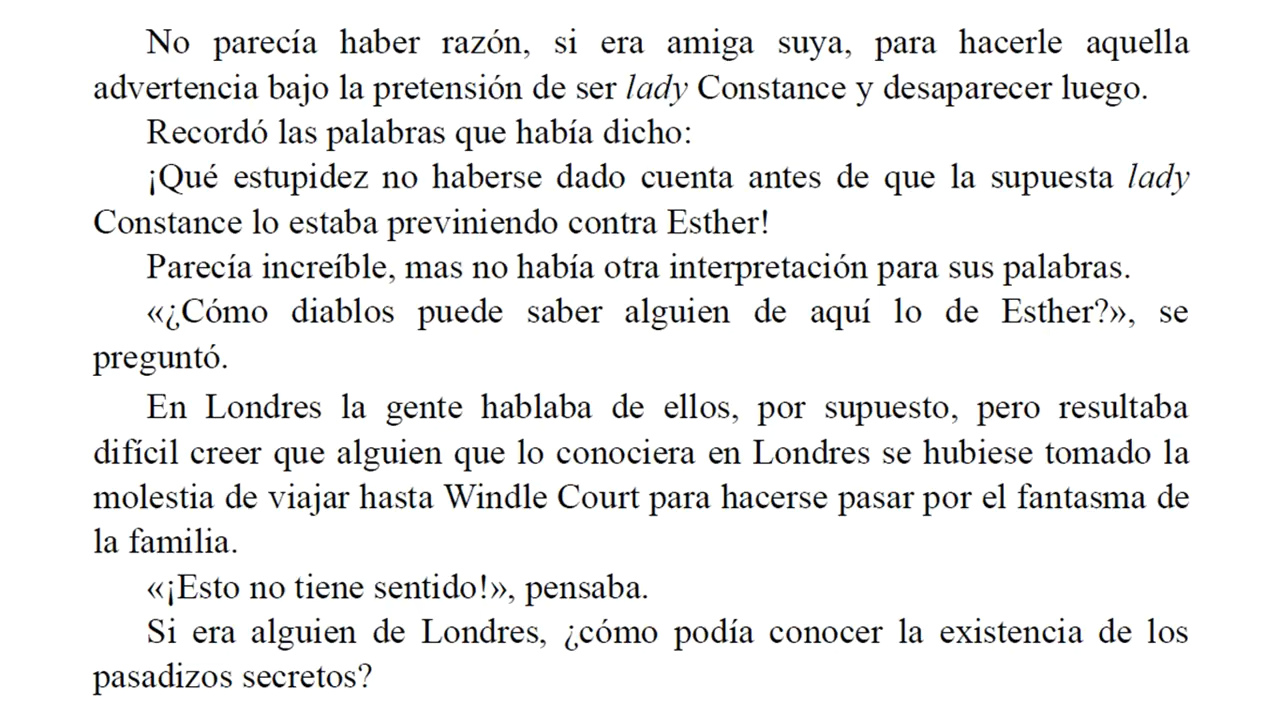 No parecía haber razón, si era amiga suya, para hacerle aquella
advertencia bajo la pretensión de ser lady Constance y desaparecer luego.
Recordó las palabras que había dicho:
¡Qué estupidez no haberse dado cuenta antes de que la supuesta lady
Constance lo estaba previniendo contra Esther!
Parecía increíble, mas no había otra interpretación para sus palabras.
«¿Cómo diablos puede saber alguien de aquí lo de Esther?», se
preguntó.
En Londres la gente hablaba de ellos, por supuesto, pero resultaba
difícil creer que alguien que lo conociera en Londres se hubiese tomado la
molestia de viajar hasta Windle Court para hacerse pasar por el fantasma de
la familia.
«¡Esto no tiene sentido!», pensaba.
Si era alguien de Londres, ¿cómo podía conocer la existencia de los
pasadizos secretos?